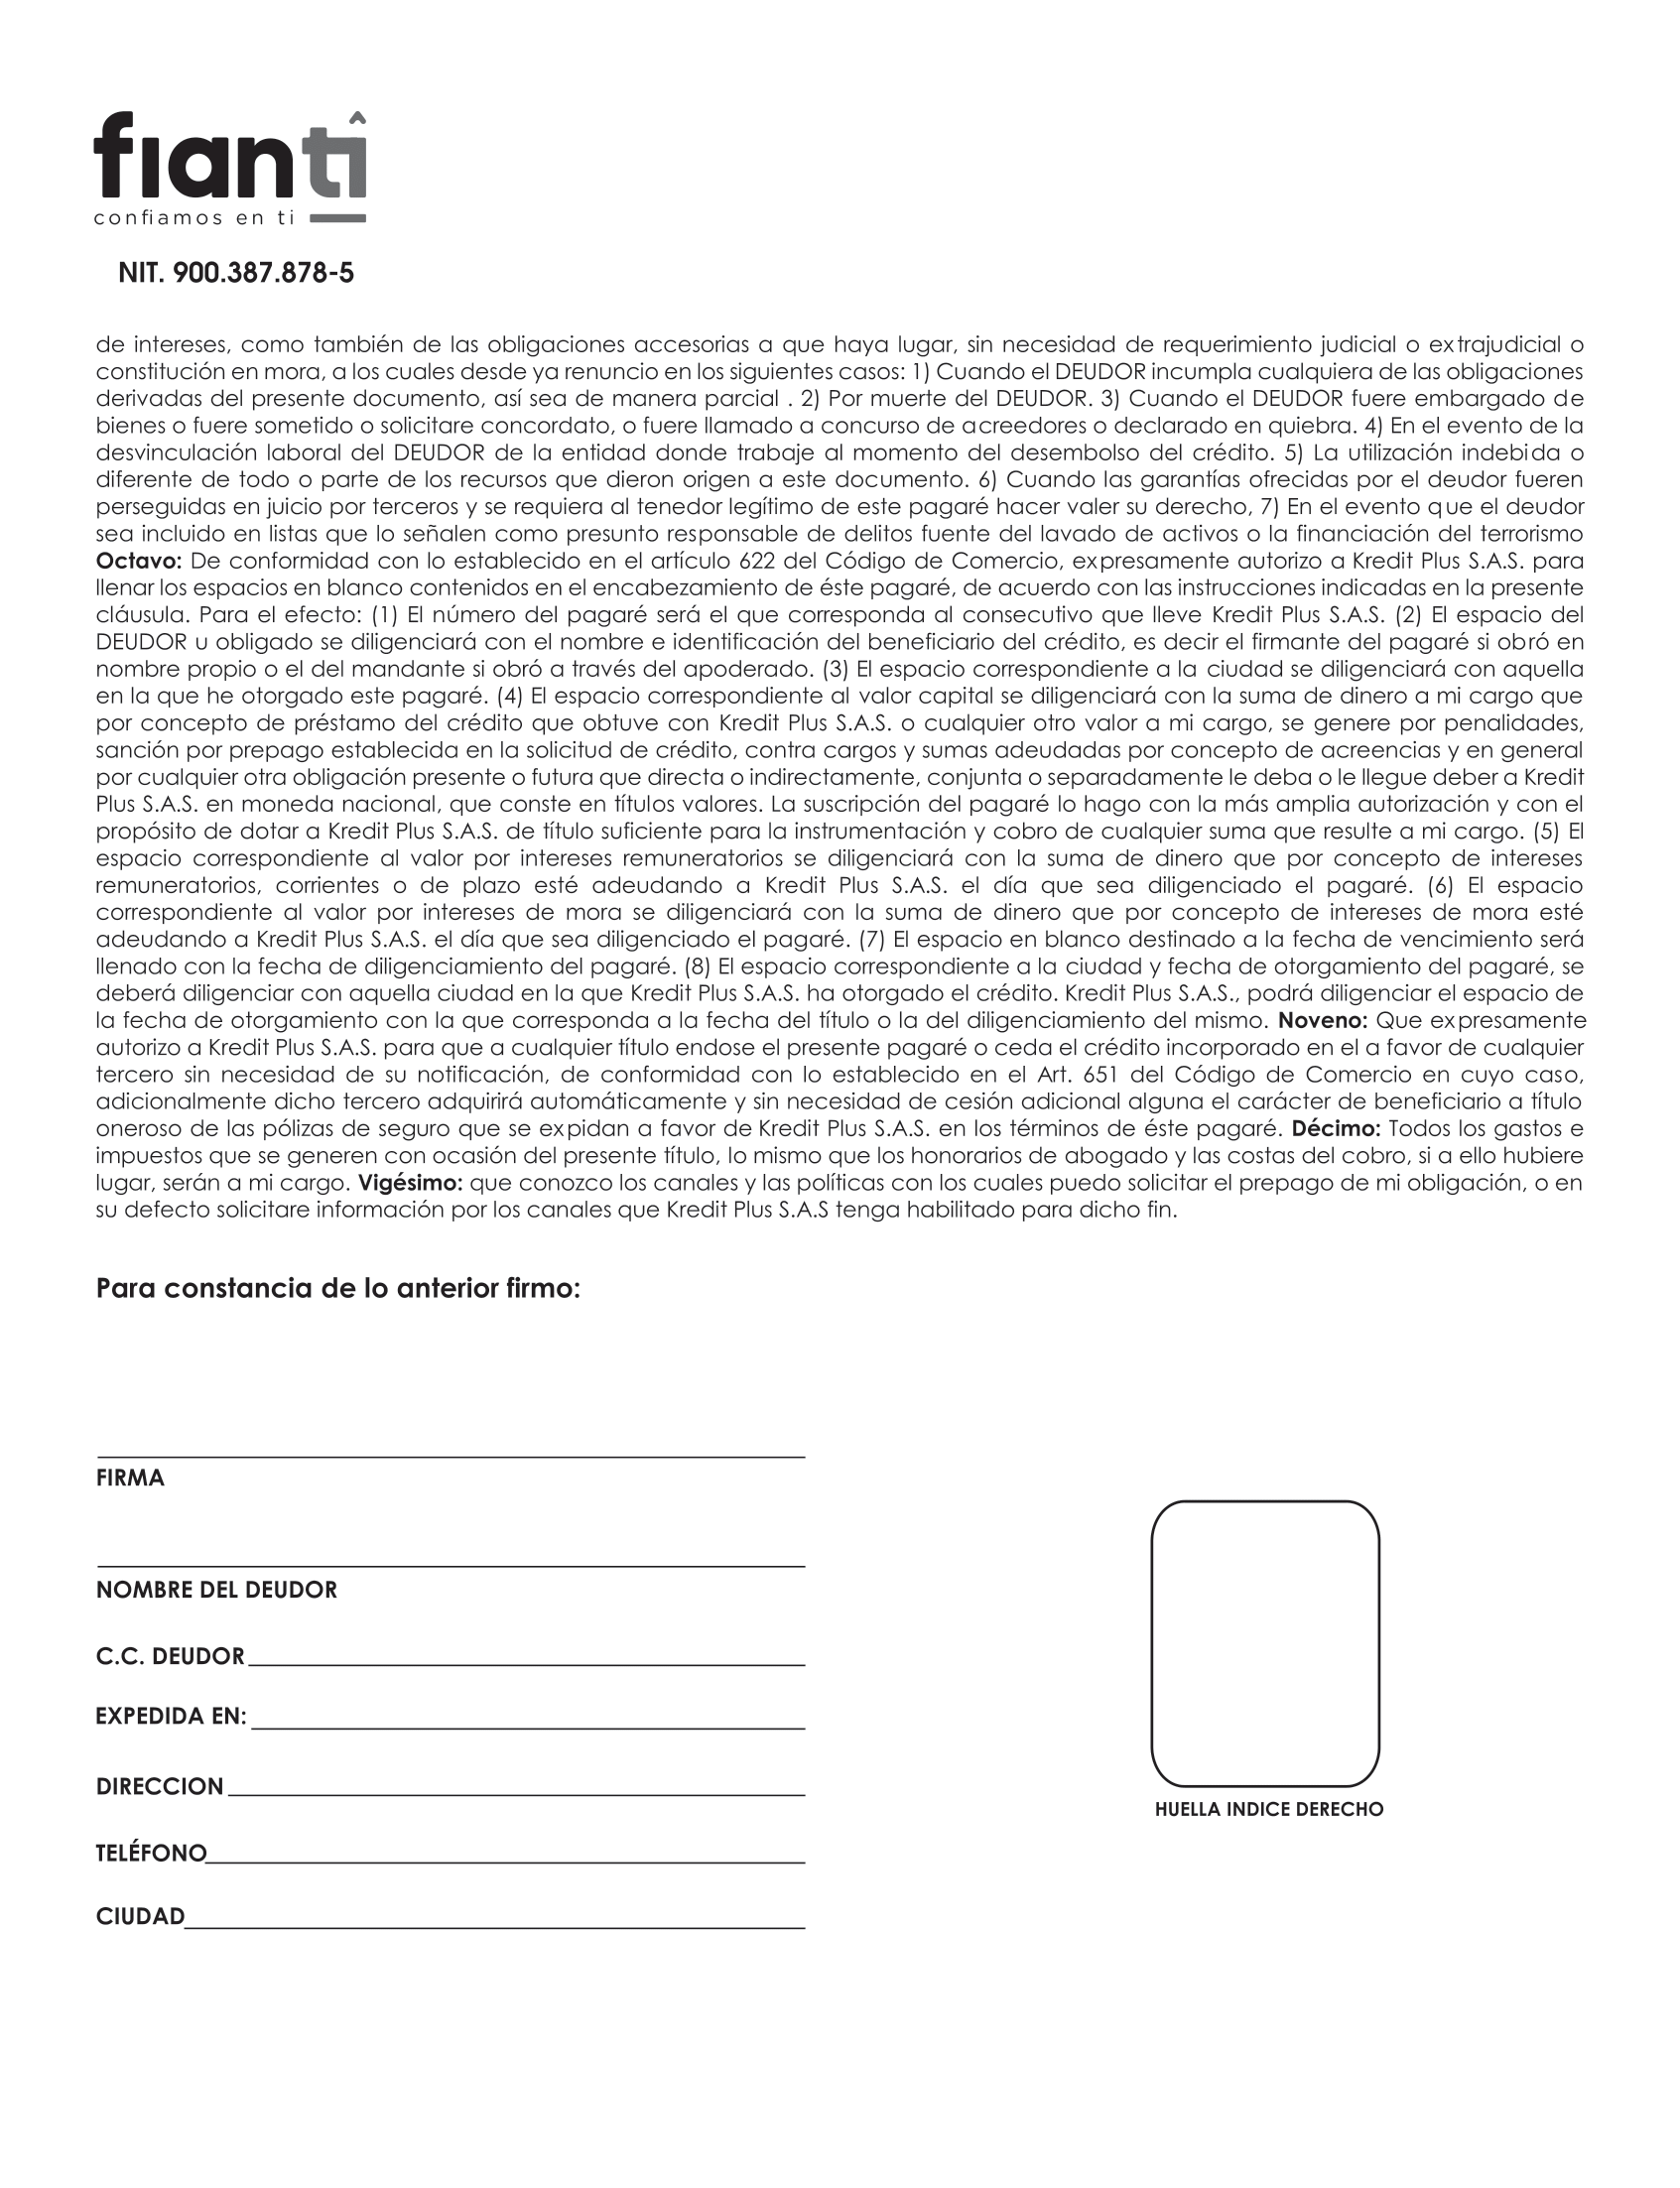 fianti
confiamos en ti
NIT. 900.387.878-5
de intereses, como también de las obligaciones accesorias a que haya lugar, sin necesidad de requerimiento judicial o extrajudicial o
constitución en mora, a los cuales desde ya renuncio en los siguientes casos: 1) Cuando el DEUDOR incumpla cualquiera de las obligaciones
derivadas del presente documento, así sea de manera parcial . 2) Por muerte del DEUDOR. 3) Cuando el DEUDOR fuere embargado de
bienes o fuere sometido o solicitare concordato, o fuere llamado a concurso de acreedores o declarado en quiebra. 4) En el evento de la
desvinculación laboral del DEUDOR de la entidad donde trabaje al momento del desembolso del crédito. 5) La utilización indebida o
diferente de todo o parte de los recursos que dieron origen a este documento. 6) Cuando las garantías ofrecidas por el deudor fueren
perseguidas en juicio por terceros y se requiera al tenedor legítimo de este pagaré hacer valer su derecho, 7) En el evento que el deudor
sea incluido en listas que lo señalen como presunto responsable de delitos fuente del lavado de activos o la financiación del terrorismo
Octavo: De conformidad con lo establecido en el artículo 622 del Código de Comercio, expresamente autorizo a Kredit Plus S.A.S. para
llenar los espacios en blanco contenidos en el encabezamiento de éste pagaré, de acuerdo con las instrucciones indicadas en la presente
cláusula. Para el efecto: (1) El número del pagaré será el que corresponda al consecutivo que lleve Kredit Plus S.A.S. (2) El espacio del
DEUDOR u obligado se diligenciará con el nombre e identificación del beneficiario del crédito, es decir el firmante del pagaré si obró en
nombre propio o el del mandante si obró a través del apoderado. (3) El espacio correspondiente a la ciudad se diligenciará con aquella
en la que he otorgado este pagaré. (4) El espacio correspondiente al valor capital se diligenciará con la suma de dinero a mi cargo que
por concepto de préstamo del crédito que obtuve con Kredit Plus S.A.S. o cualquier otro valor a mi cargo, se genere por penalidades,
sanción por prepago establecida en la solicitud de crédito, contra cargos y sumas adeudadas por concepto de acreencias y en general
por cualquier otra obligación presente o futura que directa o indirectamente, conjunta o separadamente le deba o le llegue deber a Kredit
Plus S.A.S. en moneda nacional, que conste en títulos valores. La suscripción del pagaré lo hago con la más amplia autorización y con el
propósito de dotar a Kredit Plus S.A.S. de título suficiente para la instrumentación y cobro de cualquier suma que resulte a mi cargo. (5) El
espacio correspondiente al valor por intereses remuneratorios se diligenciará con la suma de dinero que por concepto de intereses
remuneratorios, corrientes o de plazo esté adeudando a Kredit Plus S.A.S. el día que sea diligenciado el pagaré. (6) El espacio
correspondiente al valor por intereses de mora se diligenciará con la suma de dinero que por concepto de intereses de mora esté
adeudando a Kredit Plus S.A.S. el día que sea diligenciado el pagaré. (7) El espacio en blanco destinado a la fecha de vencimiento será
llenado con la fecha de diligenciamiento del pagaré. (8) El espacio correspondiente a la ciudad y fecha de otorgamiento del pagaré, se
deberá diligenciar con aquella ciudad en la que Kredit Plus S.A.S. ha otorgado el crédito. Kredit Plus S.A.S., podrá diligenciar el espacio de
la fecha de otorgamiento con la que corresponda a la fecha del título o la del diligenciamiento del mismo. Noveno: Que expresamente
autorizo a Kredit Plus S.A.S. para que a cualquier título endose el presente pagaré o ceda el crédito incorporado en el a favor de cualquier
tercero sin necesidad de su notificación, de conformidad con lo establecido en el Art. 651 del Código de Comercio en cuyo caso,
adicionalmente dicho tercero adquirirá automáticamente y sin necesidad de cesión adicional alguna el carácter de beneficiario a título
oneroso de las pólizas de seguro que se expidan a favor de Kredit Plus S.A.S. en los términos de éste pagaré. Décimo: Todos los gastos e
impuestos que se generen con ocasión del presente título, lo mismo que los honorarios de abogado y las costas del cobro, si a ello hubiere
lugar, serán a mi cargo. Vigésimo: que conozco los canales y las políticas con los cuales puedo solicitar el prepago de mi obligación, o en
su defecto solicitare información por los canales que Kredit Plus S.A.S tenga habilitado para dicho fin.
Para constancia de lo anterior firmo:
FIRMA
NOMBRE DEL DEUDOR
C.C. DEUDOR
EXPEDIDA EN:
DIRECCION
TELÉFONO
CIUDAD
HUELLA INDICE DERECHO